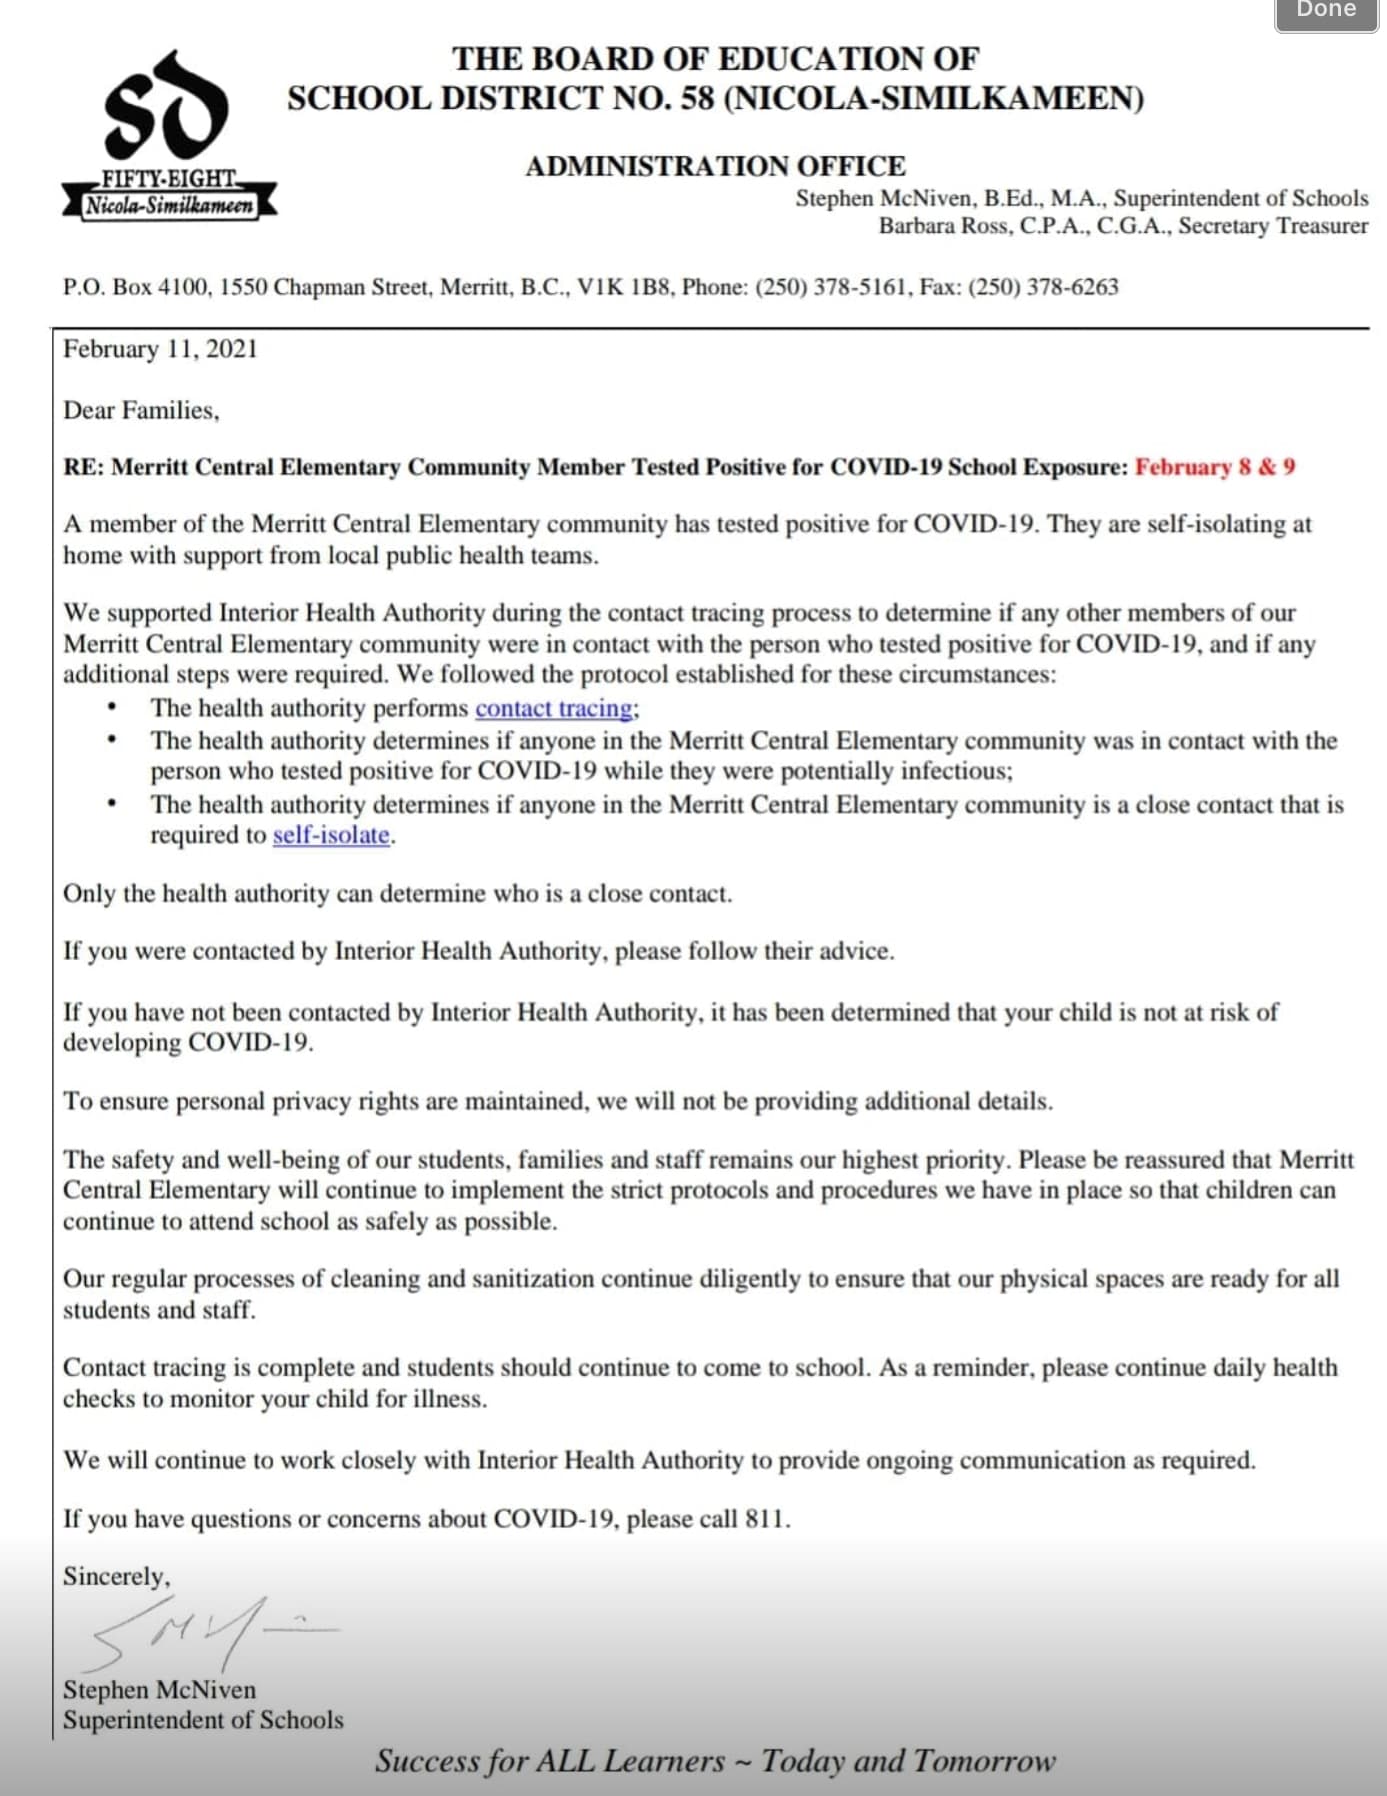 Done
THE BOARD OF EDUCATION OF
SCHOOL DISTRICT NO. 58 (NICOLA-SIMILKAMEEN)
SD
FIFTY-EIGHT
Nicola-Similkameen
ADMINISTRATION OFFICE
Stephen McNiven, B.Ed., M.A., Superintendent of Schools
Barbara Ross, C.P.A., C.G.A., Secretary Treasurer
P.O. Box 4100, 1550 Chapman Street, Merritt, B.C., V1K 1B8, Phone: (250) 378-5161, Fax: (250) 378-6263
February 11, 2021
Dear Families,
RE: Merritt Central Elementary Community Member Tested Positive for COVID-19 School Exposure: February 8 & 9
A member of the Merritt Central Elementary community has tested positive for COVID-19. They are self-isolating at
home with support from local public health teams.
We supported Interior Health Authority during the contact tracing process to determine if any other members of our
Merritt Central Elementary community were in contact with the person who tested positive for COVID-19, and if any
additional steps were required. We followed the protocol established for these circumstances:
• The health authority performs contact tracing;
• The health authority determines if anyone in the Merritt Central Elementary community was in contact with the
person who tested positive for COVID-19 while they were potentially infectious;
• The health authority determines if anyone in the Merritt Central Elementary community is a close contact that is
required to self-isolate.
Only the health authority can determine who is a close contact.
If you were contacted by Interior Health Authority, please follow their advice.
If you have not been contacted by Interior Health Authority, it has been determined that your child is not at risk of
developing COVID-19.
To ensure personal privacy rights are maintained, we will not be providing additional details.
The safety and well-being of our students, families and staff remains our highest priority. Please be reassured that Merritt
Central Elementary will continue to implement the strict protocols and procedures we have in place so that children can
continue to attend school as safely as possible.
Our regular processes of cleaning and sanitization continue diligently to ensure that our physical spaces are ready for all
students and staff.
Contact tracing is complete and students should continue to come to school. As a reminder, please continue daily health
checks to monitor your child for illness.
We will continue to work closely with Interior Health Authority to provide ongoing communication as required.
If you have questions or concerns about COVID-19, please call 811.
Sincerely,
Stephen McNiven
Superintendent of Schools
Success for ALL Learners ~ Today and Tomorrow